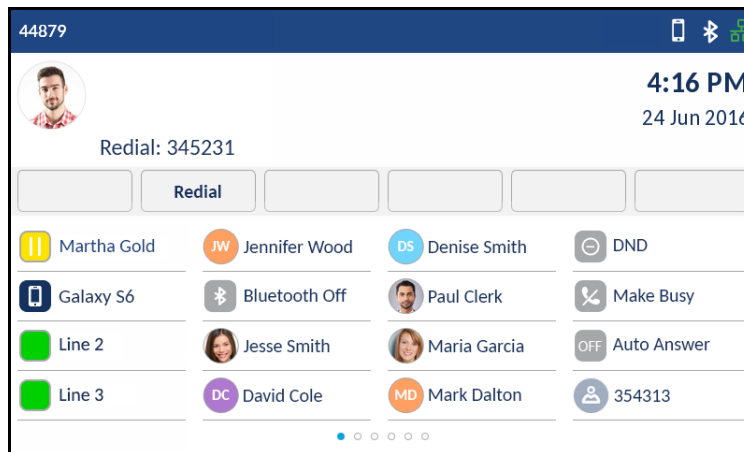 44879
4:16 PM
24 Jun 2016
Redial: 345231
Redial
Martha Gold
JW Jennifer Wood
DS Denise Smith
DND
Galaxy S6
Bluetooth Off
Paul Clerk
Make Busy
Line 2
Jesse Smith
Maria Garcia
OFF Auto Answer
Line 3
DC David Cole
MD Mark Dalton
354313